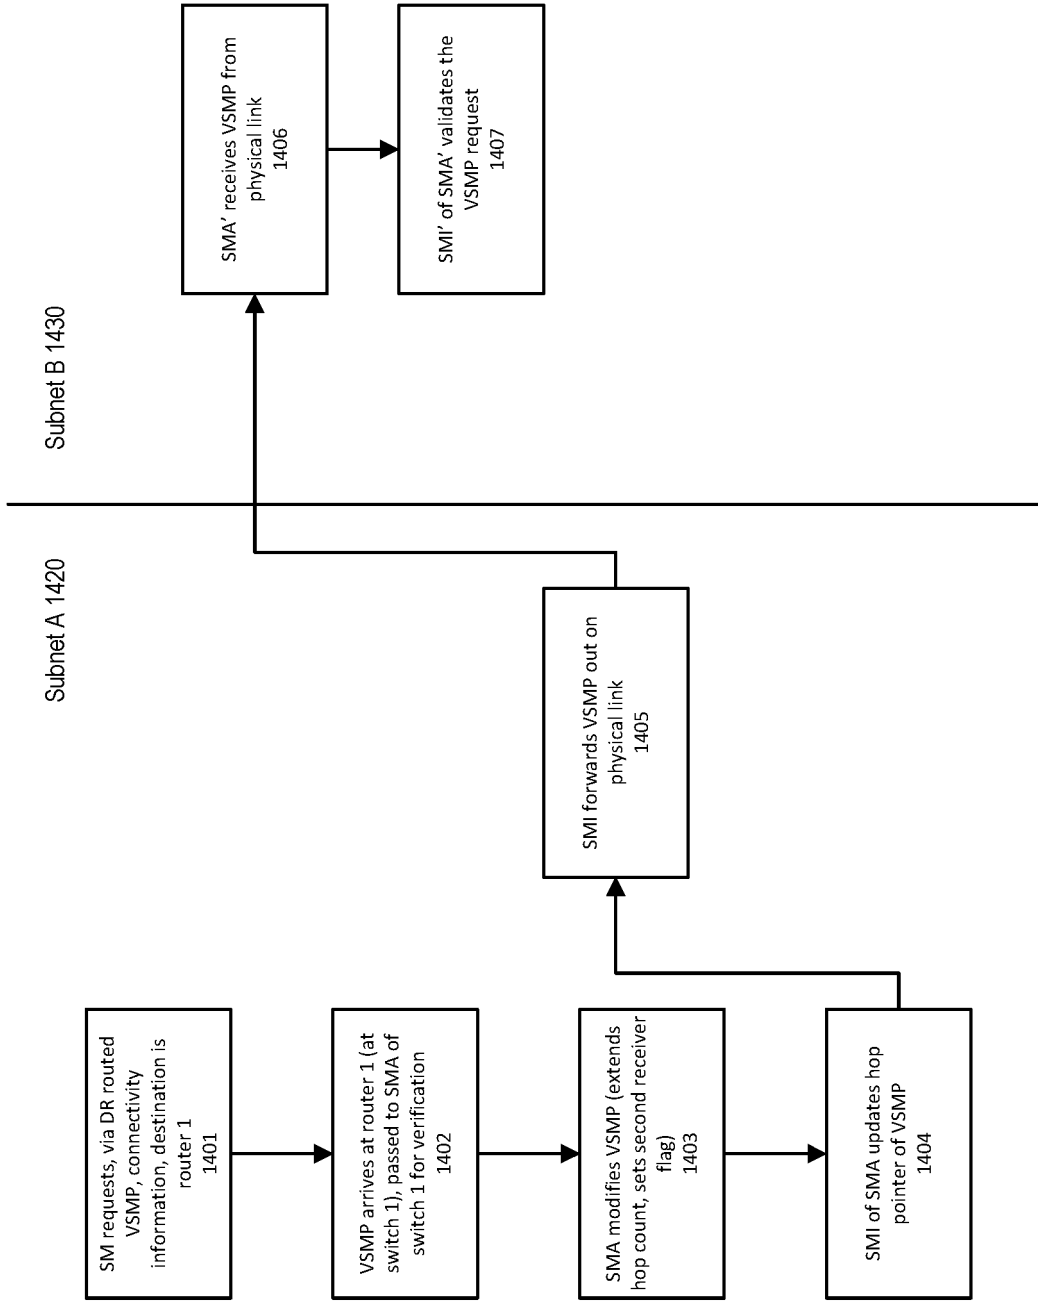 Subnet A 1420
Subnet B 1430
SM requests, via DR routed
VSMP, connectivity
information, destination is
router 1
1401
VSMP arrives at router 1 (at
switch 1), passed to SMA of
switch 1 for verification
1402
SMA modifies VSMP (extends
hop count, sets second receiver
flag)
1403
SMI of SMA updates hop
pointer of VSMP
1404
SMI forwards VSMP out on
physical link
1405
SMA’ receives VSMP from
physical link
1406
SMI’ of SMA’ validates the
VSMP request
1407